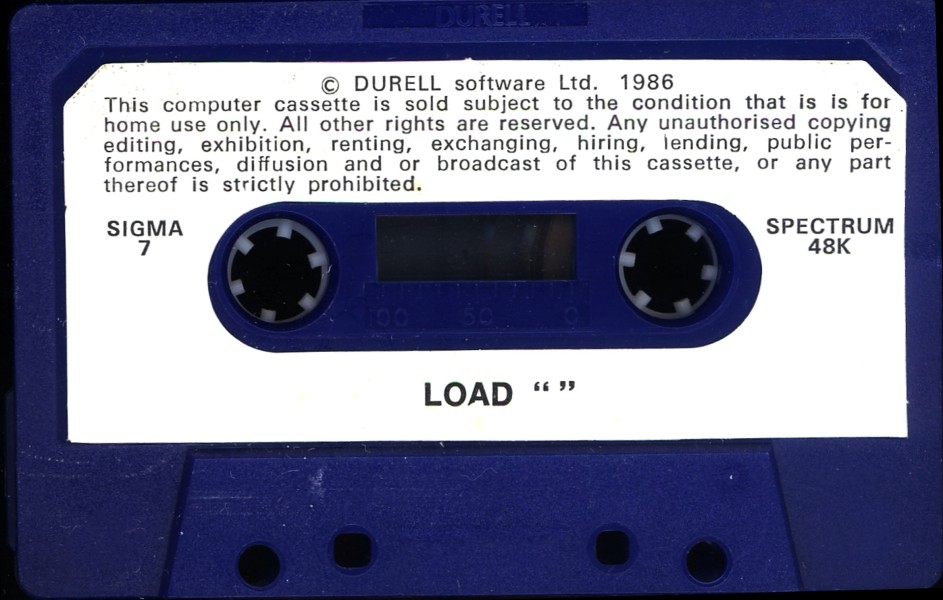 DURELL
© DURELL software Ltd. 1986
This computer cassette is sold subject to the condition that is is for
home use only. All other rights are reserved. Any unauthorised copying
editing, exhibition, renting, exchanging, hiring, lending, public per-
formances, diffusion and or broadcast of this cassette, or any part
thereof is strictly prohibited.
SIGMA
7
SPECTRUM
48K
00 50 0
LOAD “ ”